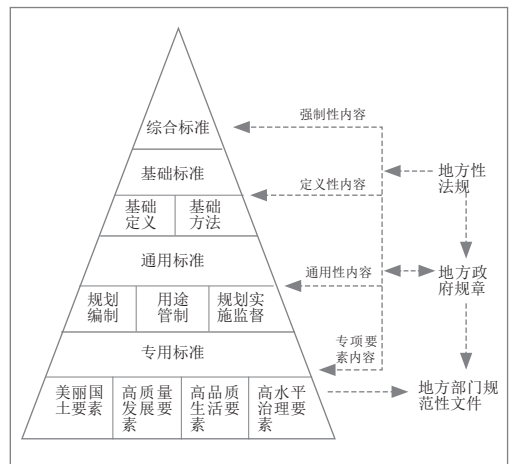 综合标准
基础标准
基础
定义
基础
方法
通用标准
规划
编制
用途
管制
规划实
施监督
专用标准
美丽国
土要素
高质量
发展要
素
高品质
生活要
素
高水平
治理要
素
强制性内容
定义性内容
通用性内容
专项要
素内容
地方性
法规
地方政
府规章
地方部门规
范性文件